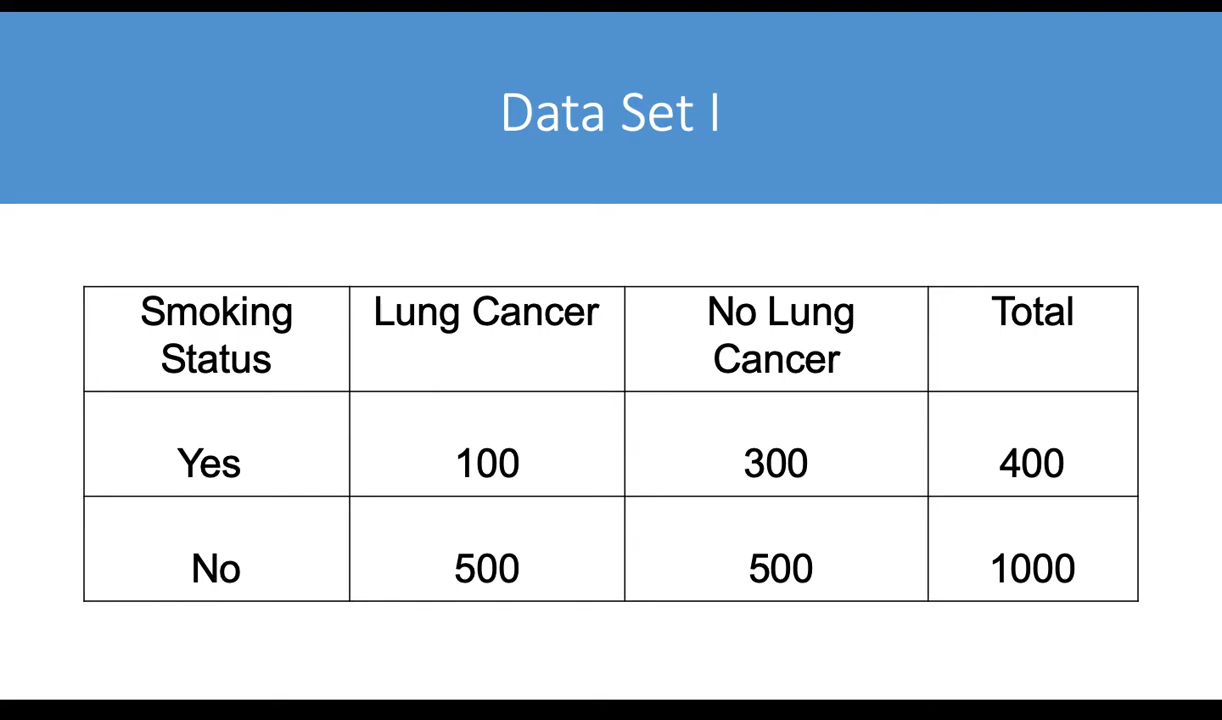 Data Set I
Smoking Status Lung Cancer No Lung Cancer Total
Yes 100 300 400
No 500 500 1000